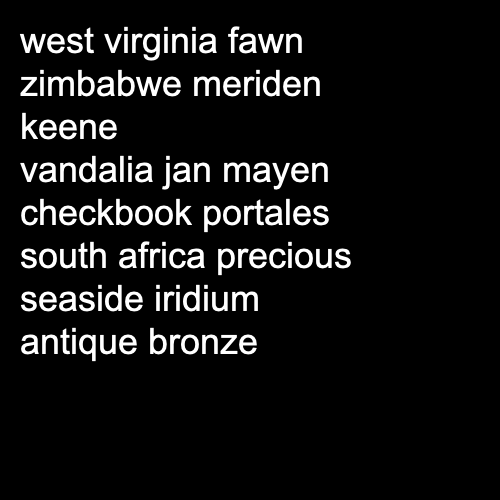 west virginia fawn
zimbabwe meriden
keene
vandalia jan mayen
checkbook portales
south africa precious
seaside iridium
antique bronze